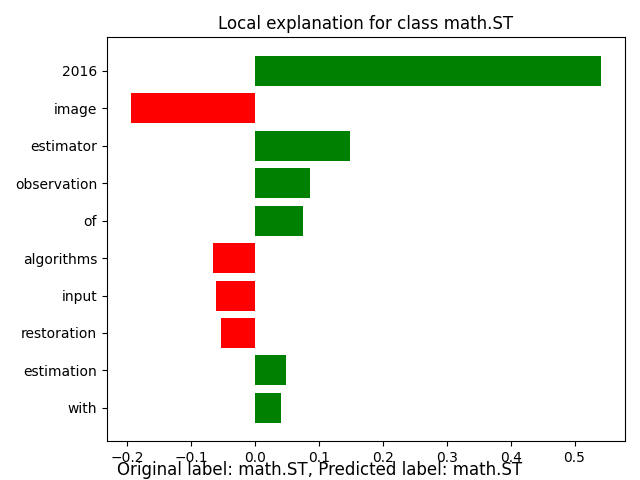 Local explanation for class math.ST
2016
image
estimator
observation
of
algorithms
input
restoration
estimation
with
−0.2 −0.1 0.0 0.1 0.2 0.3 0.4 0.5
Original label: math.ST, Predicted label: math.ST